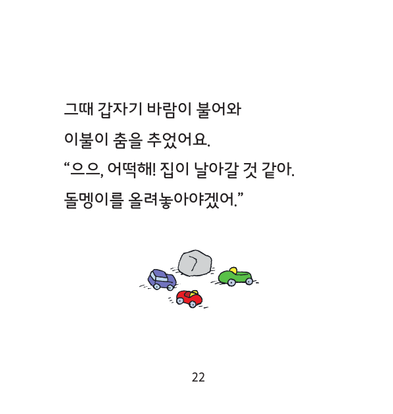 그때 갑자기 바람이 불어와
이불이 춤을 추었어요.
“으으, 어떡해! 집이 날아갈 것 같아.
돌멩이를 올려놓아야겠어.”
22